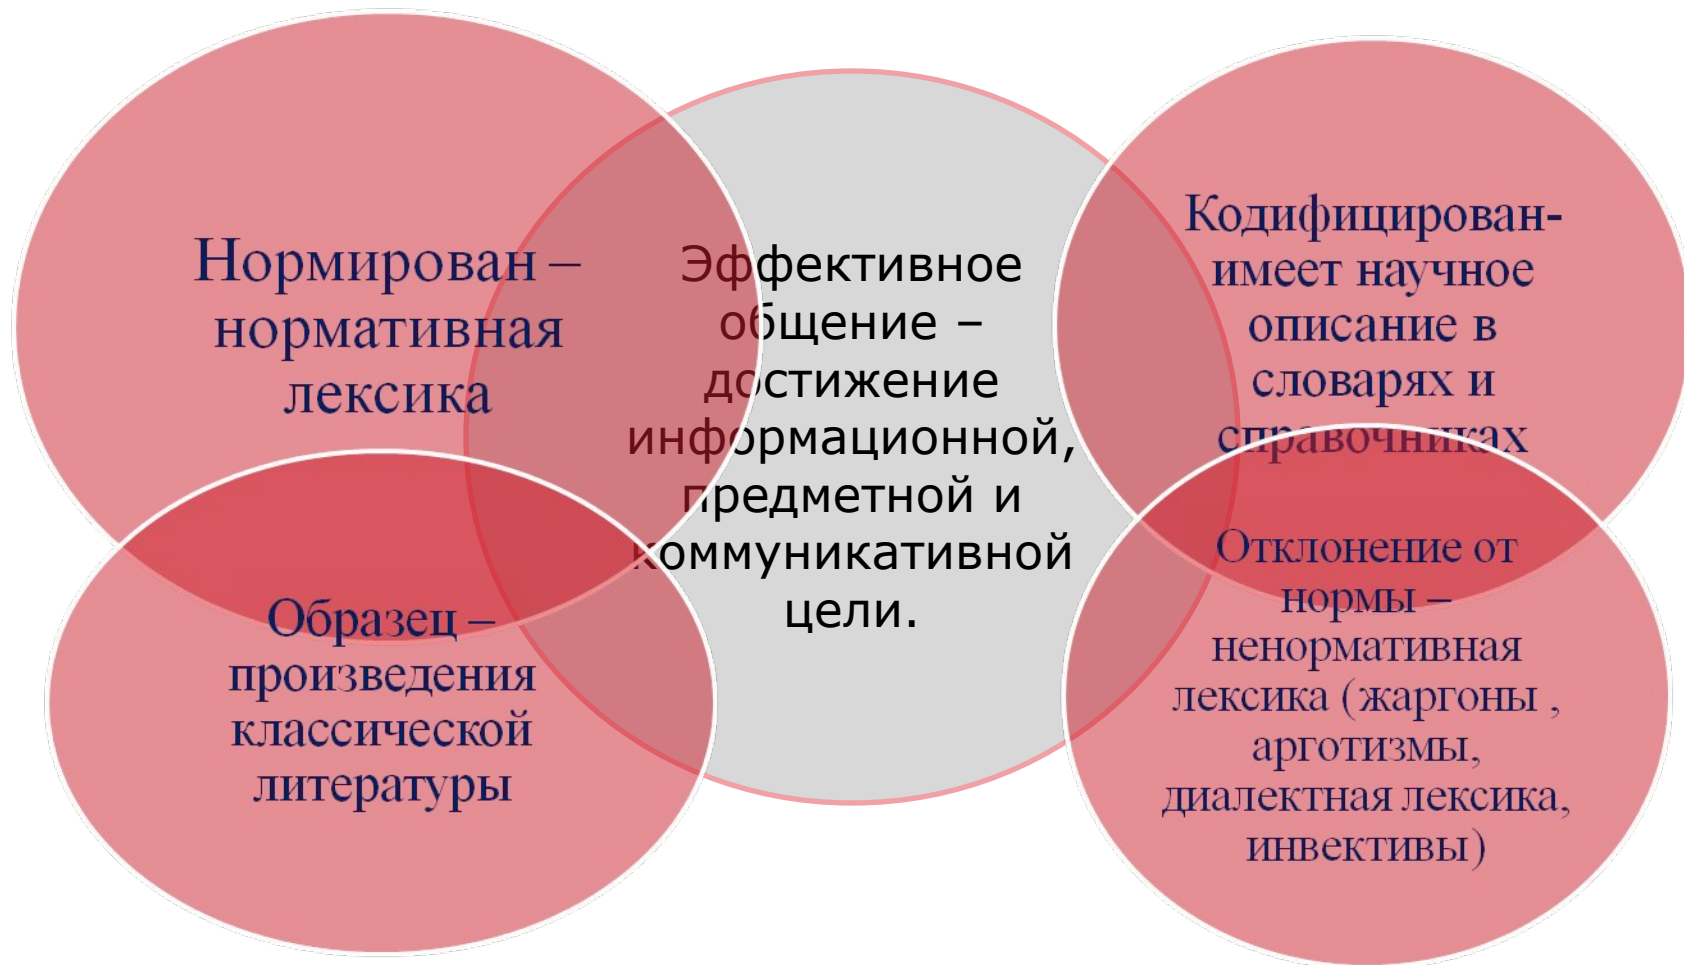 Нормирован –
нормативная
лексика
Образец –
произведения
классической
литературы
Эффективное
общение –
достижение
информационной,
предметной и
коммуникативной
цели.
Кодифицирован-
имеет научное
описание в
словарях и
справочниках
Отклонение от
нормы –
ненормативная
лексика (жаргоны ,
арготизмы,
диалектная лексика,
инвективы)